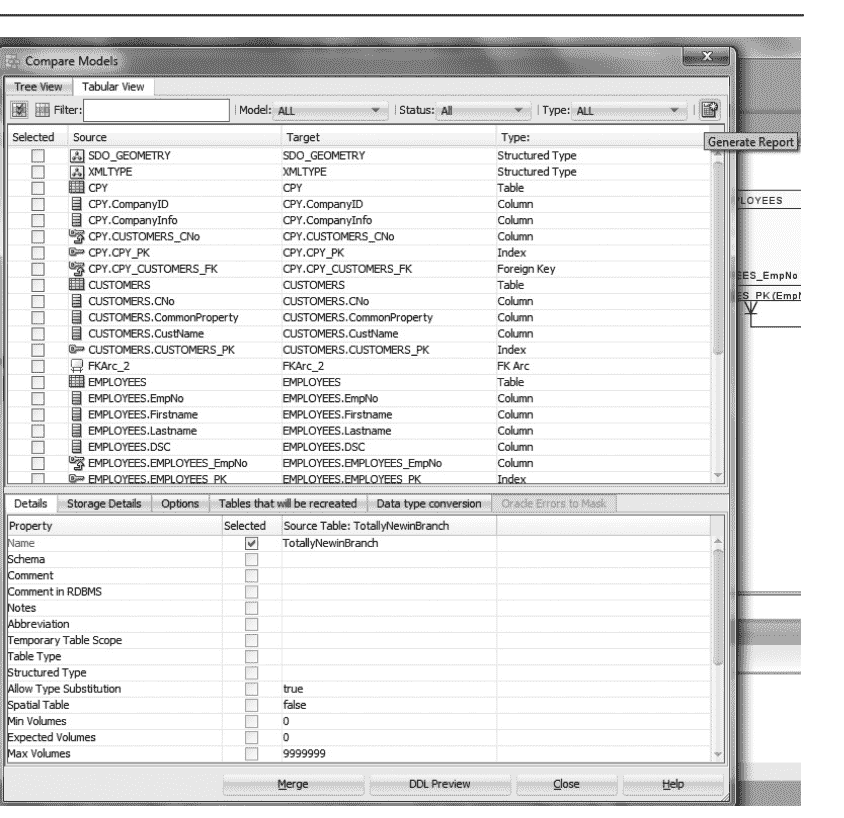 Compare Models
Tree View Tabular View
Filter: Model: ALL Status: All Type: ALL
Selected Source Target Type:
Generate Report
SDO_GEOMETRY SDO_GEOMETRY Structured Type
XMLTYPE XMLTYPE Structured Type
CPY CPY Table
CPY.CompanyID CPY.CompanyID Column
LOYEES
CPY.CompanyInfo CPY.CompanyInfo Column
CPY.CUSTOMERS_CNo CPY.CUSTOMERS_CNo Column
CPY.CPY_PK CPY.CPY_PK Index
CPY.CPY_CUSTOMERS_FK CPY.CPY_CUSTOMERS_FK Foreign Key
EES_EmpNo
CUSTOMERS CUSTOMERS Table
CUSTOMERS.CNo CUSTOMERS.CNo Column
ES_PK(EmpN
CUSTOMERS.CommonProperty CUSTOMERS.CommonProperty Column
CUSTOMERS.CustName CUSTOMERS.CustName Column
CUSTOMERS.CUSTOMERS_PK CUSTOMERS.CUSTOMERS_PK Index
FKArc_2 FKArc_2 FK Arc
EMPLOYEES EMPLOYEES Table
EMPLOYEES.EmpNo EMPLOYEES.EmpNo Column
EMPLOYEES.Firstname EMPLOYEES.Firstname Column
EMPLOYEES.Lastname EMPLOYEES.Lastname Column
EMPLOYEES.DSC EMPLOYEES.DSC Column
EMPLOYEES.EMPLOYEES_EmpNo EMPLOYEES.EMPLOYEES_EmpNo Column
EMPLOYEES.EMPLOYEES_PK EMPLOYEES.EMPLOYEES_PK Index
Details Storage Details Options Tables that will be recreated Data type conversion Oracle Errors to Mask
Property Selected Source Table: TotallyNewinBranch
Name TotallyNewinBranch
Schema
Comment
Comment in RDBMS
Notes
Abbreviation
Temporary Table Scope
Table Type
Structured Type
Allow Type Substitution true
Spatial Table false
Min Volumes 0
Expected Volumes 0
Max Volumes 9999999
Merge DDL Preview Close Help